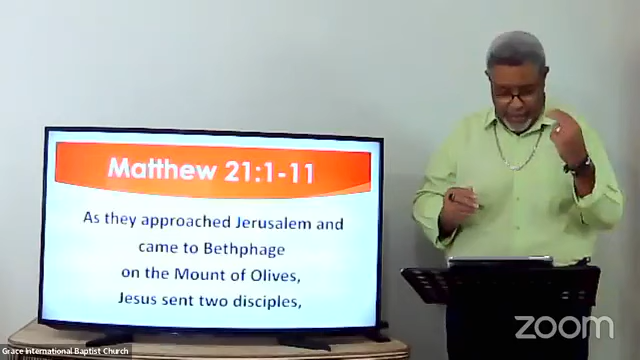 Matthew 21:1-11
As they approached Jerusalem and
came to Bethphage
on the Mount of Olives,
Jesus sent two disciples,
Grace International Baptist Church
zoom